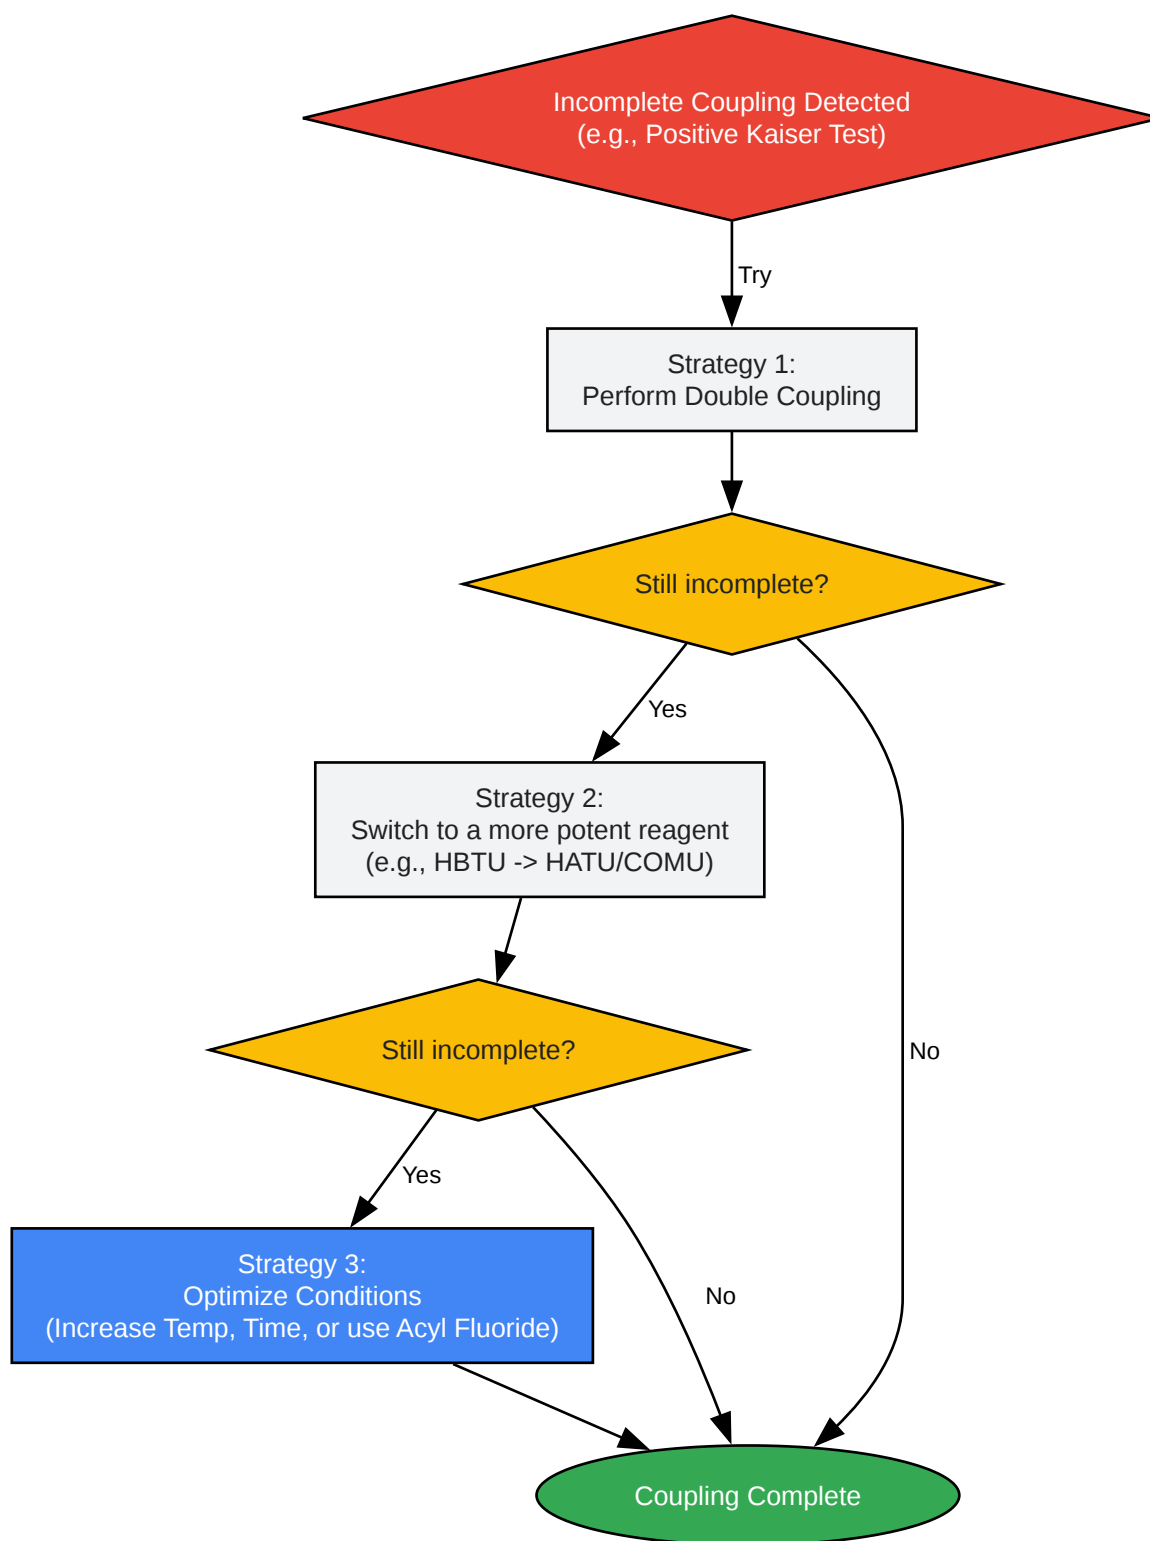 Incomplete Coupling Detected
(e.g., Positive Kaiser Test)
Try
Strategy 1:
Perform Double Coupling
Still incomplete?
Yes
Strategy 2:
Switch to a more potent reagent
(e.g., HBTU -> HATU/COMU)
Still incomplete?
No
Yes
Strategy 3:
Optimize Conditions
(Increase Temp, Time, or use Acyl Fluoride)
No
Coupling Complete